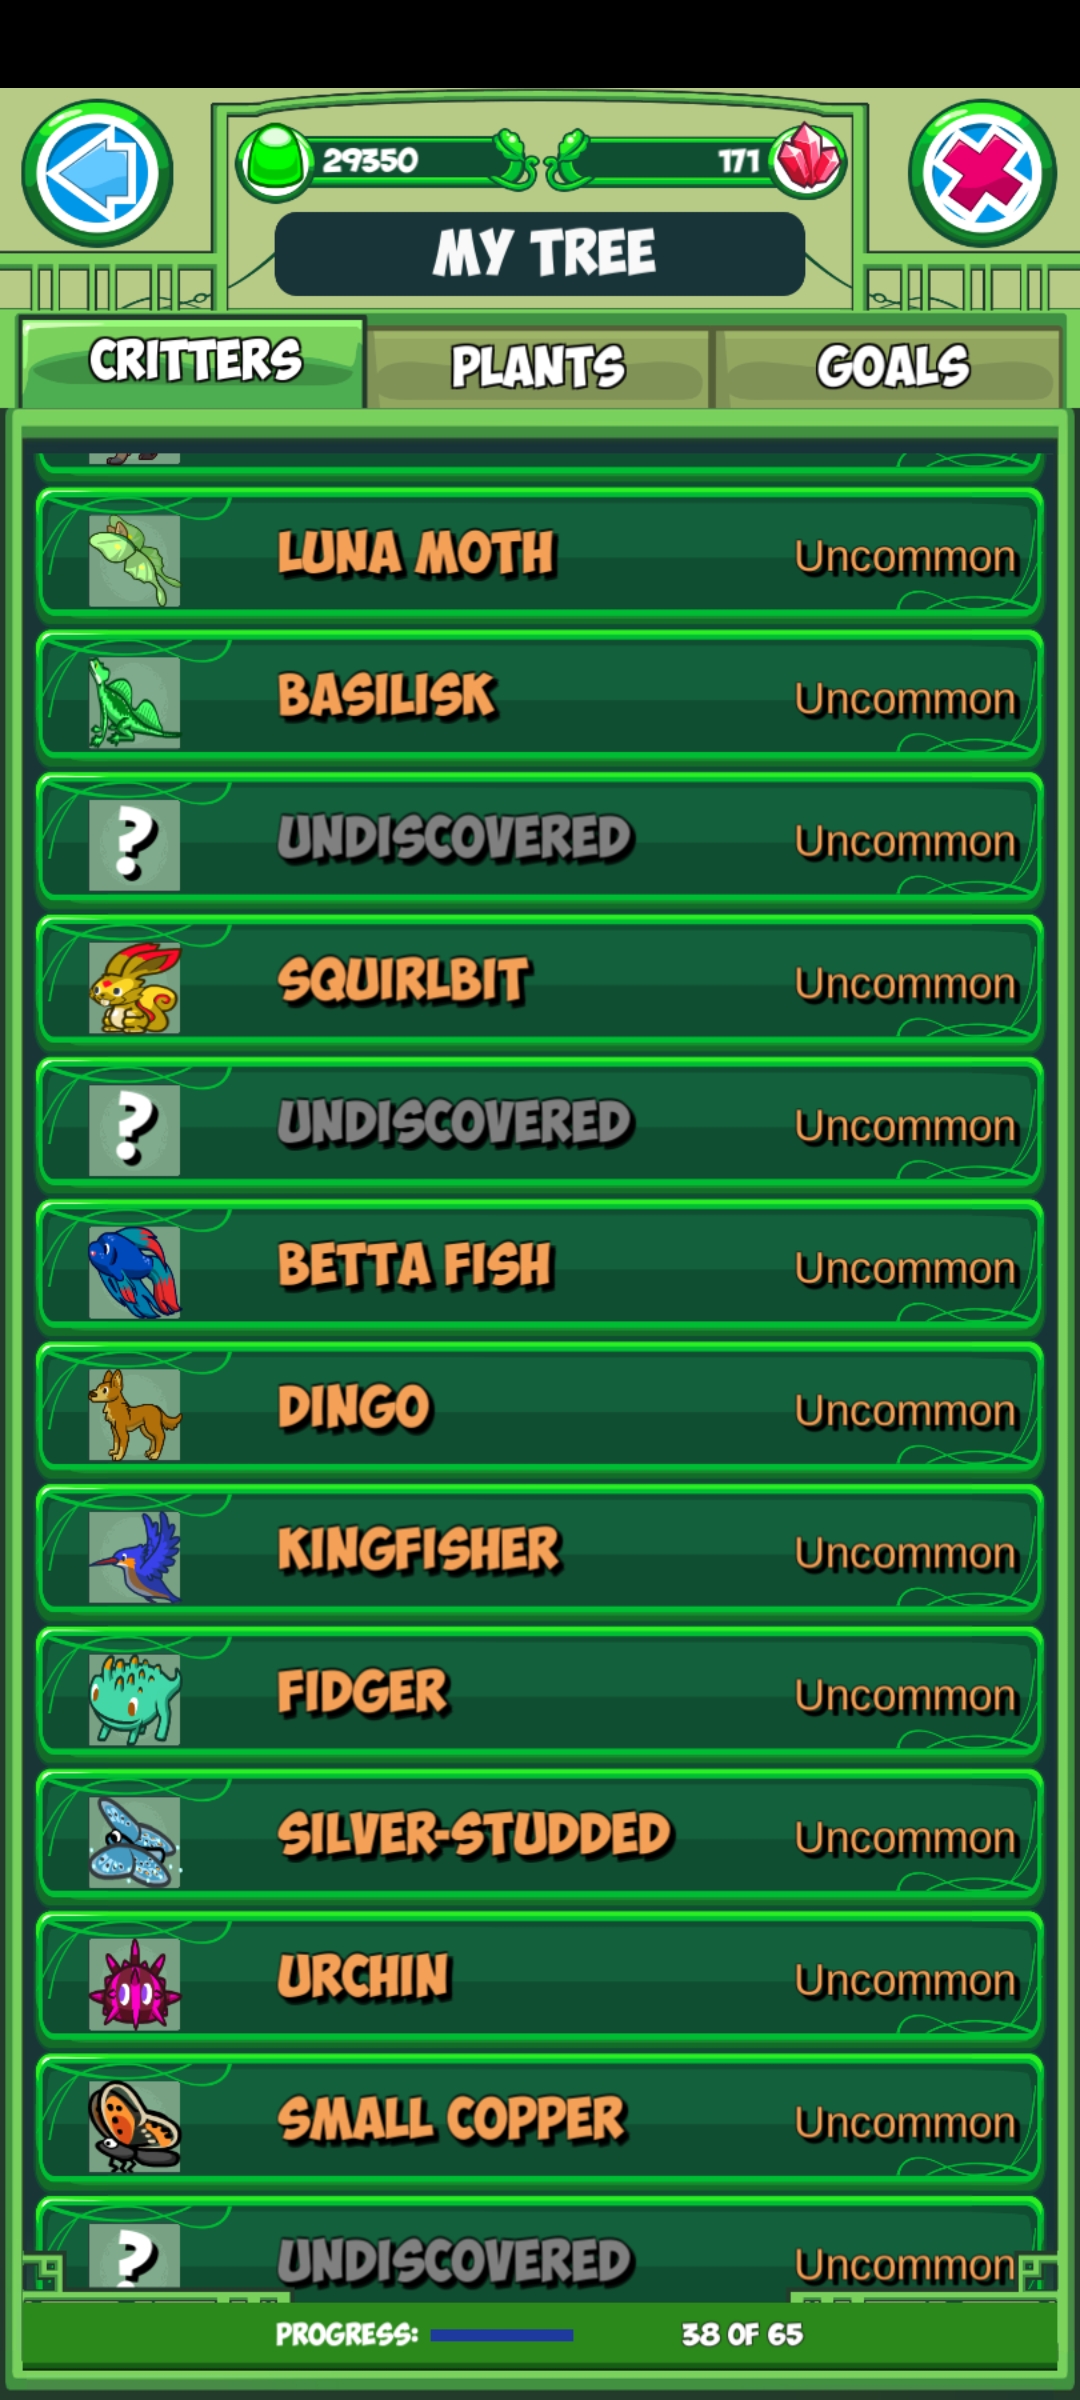 29350
171
MY TREE
CRITTERS
PLANTS
GOALS
LUNA MOTH
Uncommon
BASILISK
Uncommon
?
UNDISCOVERED
Uncommon
SQUIRLBIT
Uncommon
?
UNDISCOVERED
Uncommon
BETTA FISH
Uncommon
DINGO
Uncommon
KINGFISHER
Uncommon
FIDGER
Uncommon
SILVER-STUDDED
Uncommon
URCHIN
Uncommon
SMALL COPPER
Uncommon
?
UNDISCOVERED
Uncommon
PROGRESS:
38 OF 65